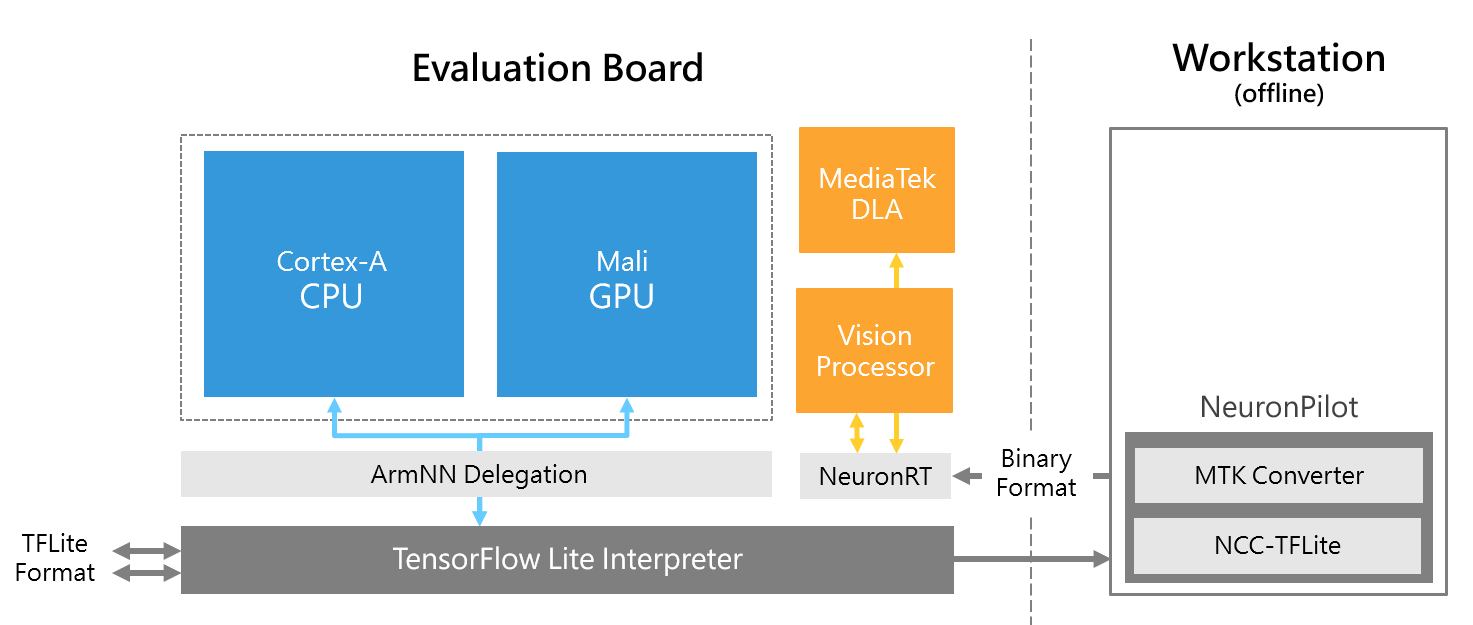 Evaluation Board
Workstation
(offline)
Cortex-A
CPU
Mali
GPU
MediaTek
DLA
Vision
Processor
ArmNN Delegation
NeuronRT
Binary
Format
NeuronPilot
MTK Converter
NCC-TFLite
TFLite
Format
TensorFlow Lite Interpreter